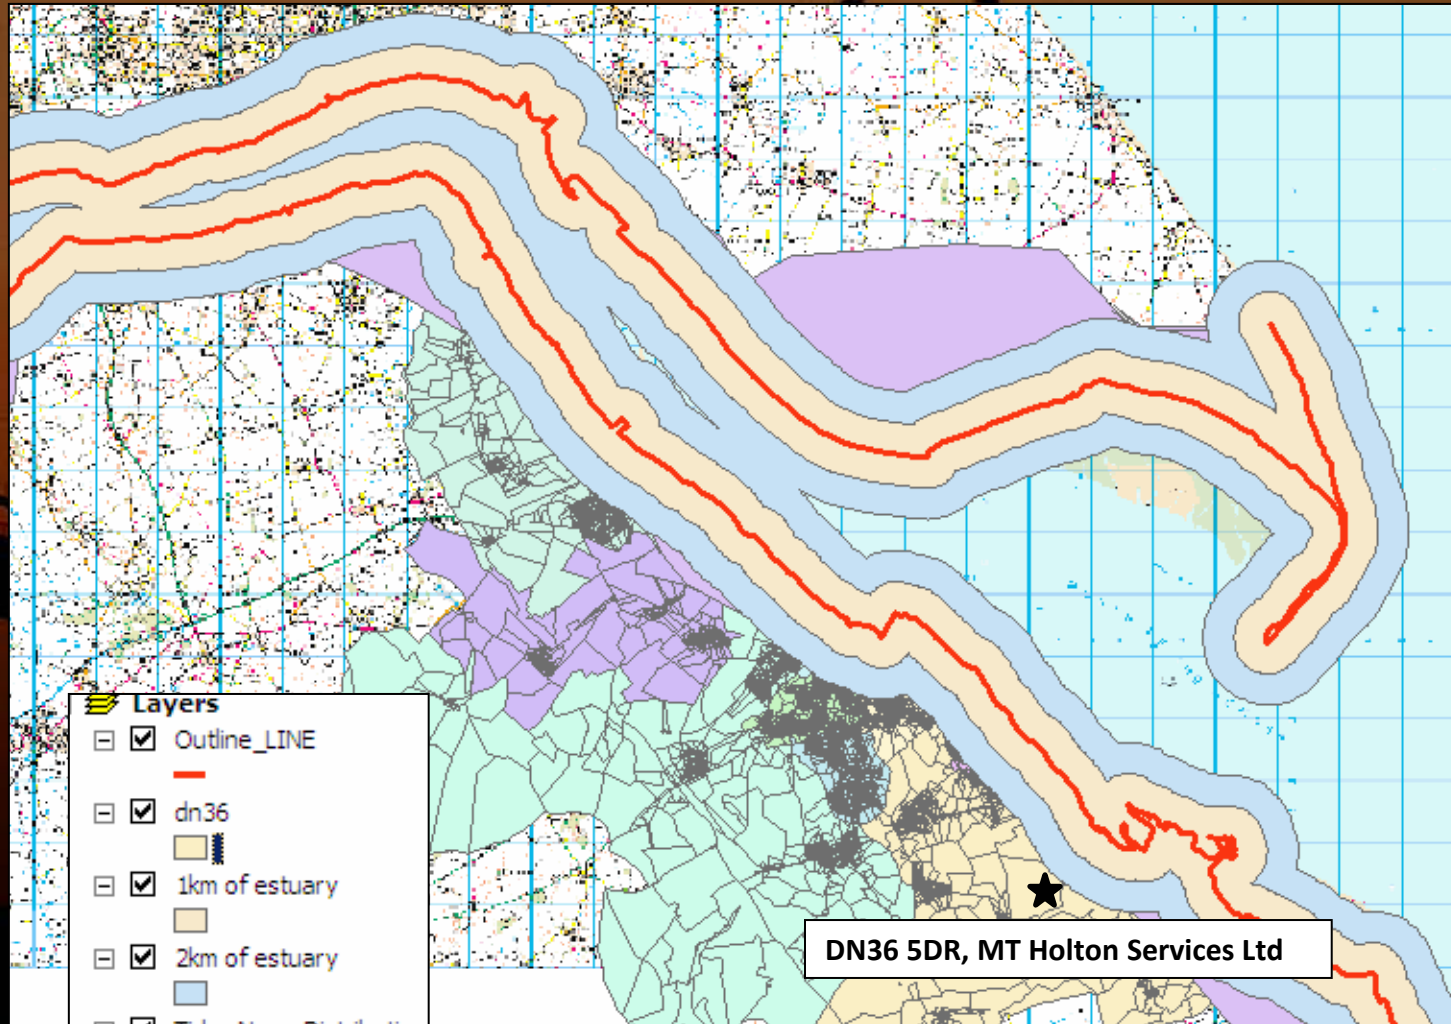 Layers
Outline_LINE
dn36
1km of estuary
2km of estuary
DN36 5DR, MT Holton Services Ltd